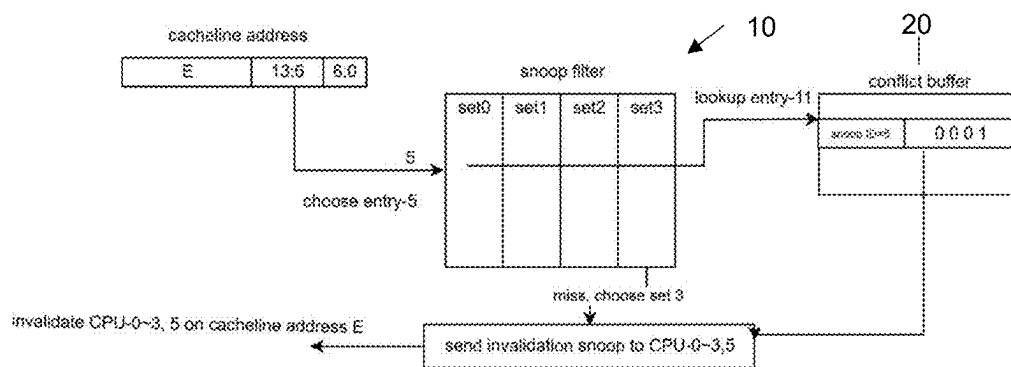 cacheline address
E 13:6 6:0
5
choose entry-5
snoop filter
set0 set1 set2 set3
10
lookup entry-11
20
conflict buffer
0 0 0 1
miss, choose set 3
send invalidation snoop to CPU-0~3,5
invalidate CPU-0~3, 5 on cacheline address E